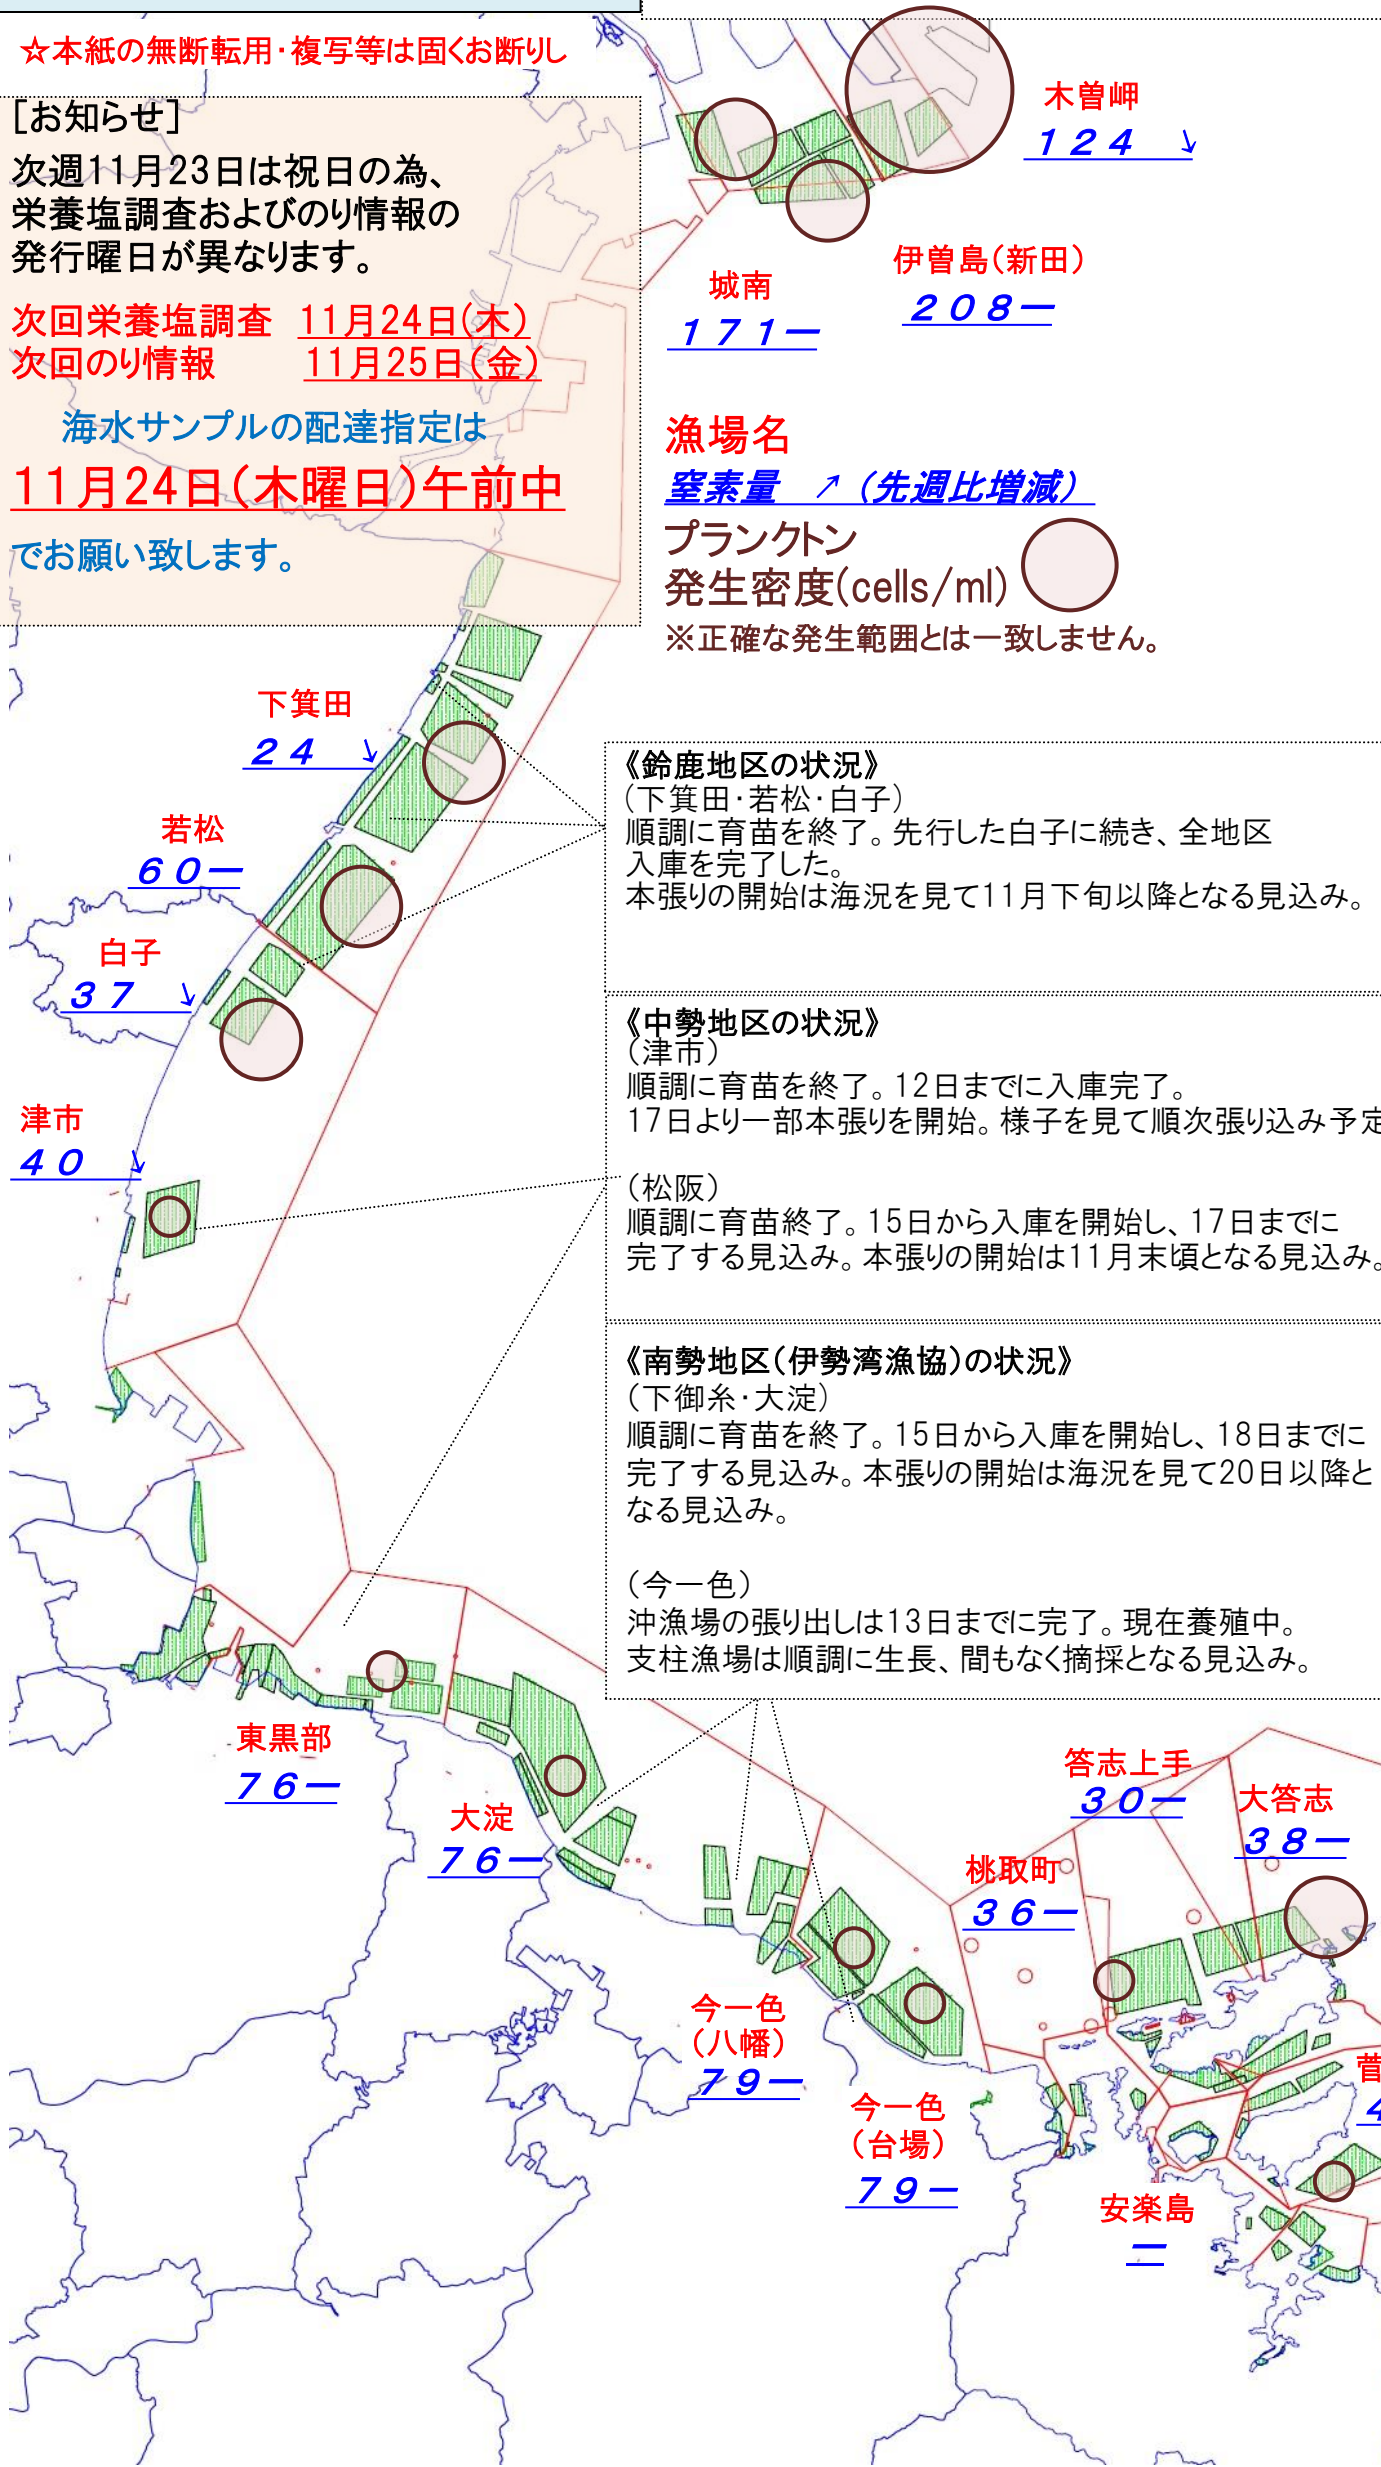 ☆本紙の無断転用・複写等は固くお断りし
［お知らせ］
次週11月23日は祝日の為、
栄養塩調査およびのり情報の
発行曜日が異なります。
次回栄養塩調査 11月24日(木)
次回のり情報 11月25日(金)
海水サンプルの配達指定は
11月24日(木曜日)午前中
でお願い致します。
木曽岬
124 ↓
伊曽島(新田)
208ー
城南
171ー
漁場名
窒素量 ↗(先週比増減)
プランクトン
発生密度(cells/ml)
※正確な発生範囲とは一致しません。
下箕田
24 ↓
若松
60ー
白子
37 ↓
津市
40 ↓
《鈴鹿地区の状況》
（下箕田・若松・白子）
順調に育苗を終了。先行した白子に続き、全地区
入庫を完了した。
本張りの開始は海況を見て11月下旬以降となる見込み。
《中勢地区の状況》
（津市）
順調に育苗を終了。12日までに入庫完了。
17日より一部本張りを開始。様子を見て順次張り込み予定
（松阪）
順調に育苗終了。15日から入庫を開始し、17日までに
完了する見込み。本張りの開始は11月末頃となる見込み。
《南勢地区（伊勢湾漁協）の状況》
（下御糸・大淀）
順調に育苗を終了。15日から入庫を開始し、18日までに
完了する見込み。本張りの開始は海況を見て20日以降と
なる見込み。
（今一色）
沖漁場の張り出しは13日までに完了。現在養殖中。
支柱漁場は順調に生長、間もなく摘採となる見込み。
東黒部
76ー
大淀
76ー
答志上手
30ー
大答志
38ー
桃取町
36ー
今一色
（八幡）
79ー
今一色
（台場）
79ー
菅
4
安楽島
ー